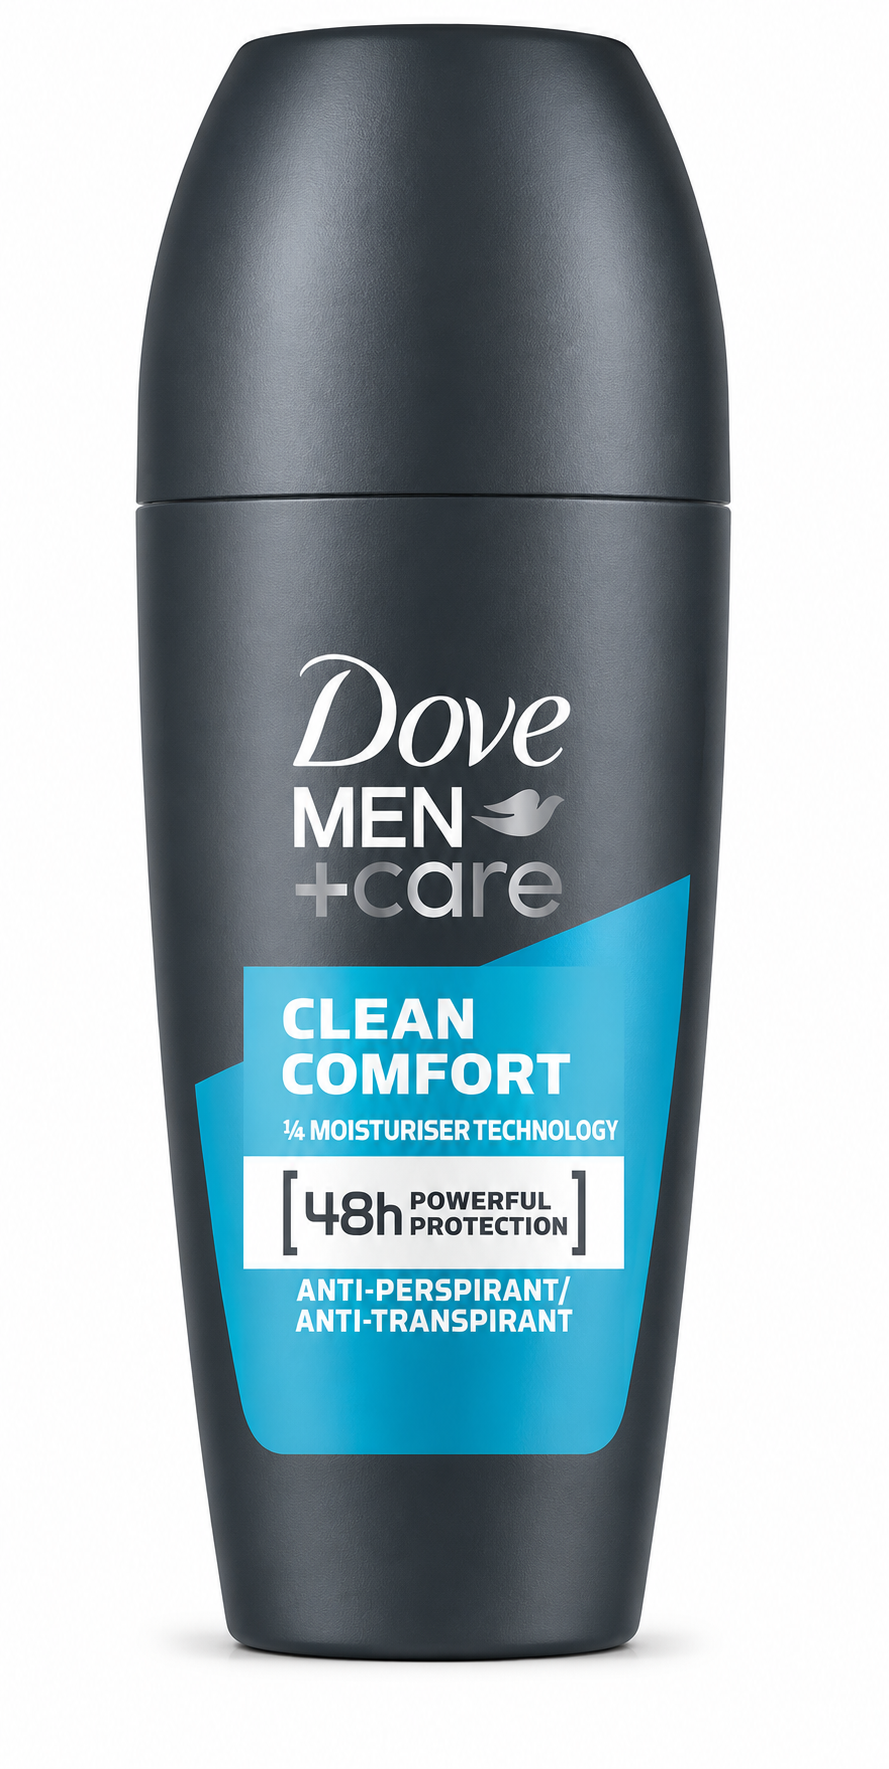 Dove
MEN
+care
CLEAN
COMFORT
¼ MOISTURISER TECHNOLOGY
[48h POWERFUL
PROTECTION]
ANTI-PERSPIRANT/
ANTI-TRANSPIRANT